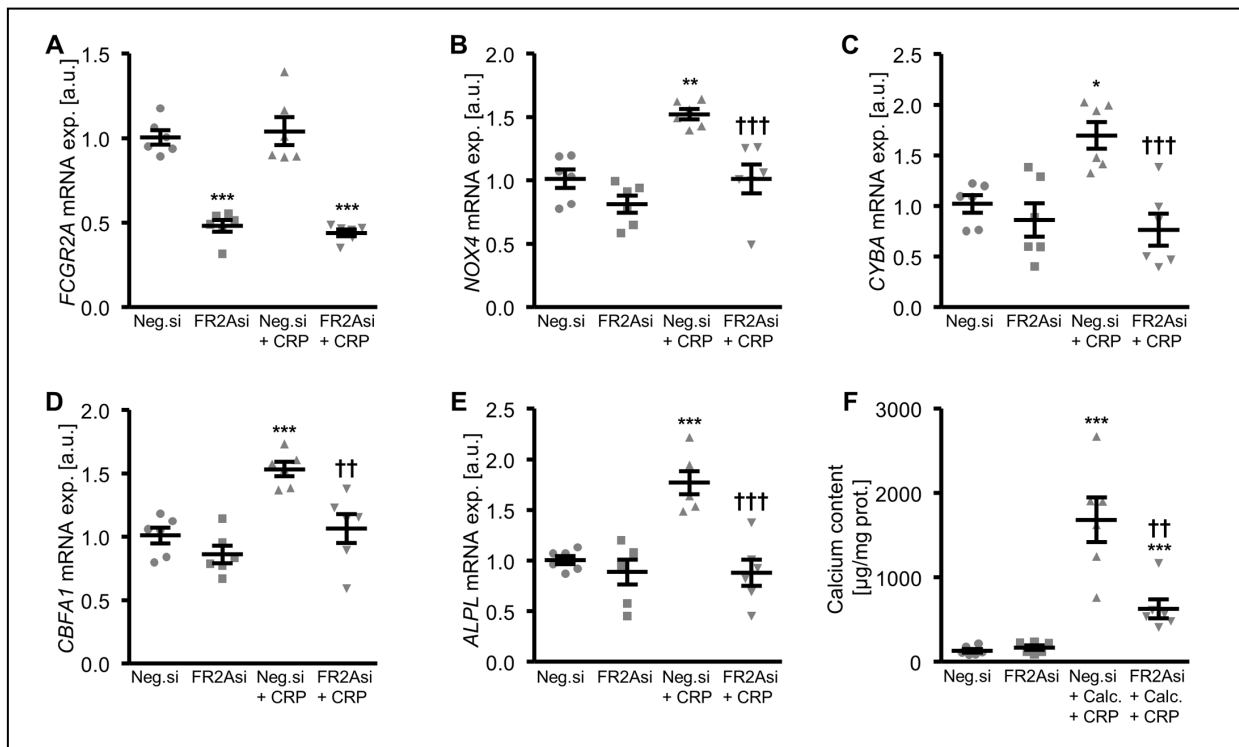 A
FCGR2A mRNA exp. [a.u.]
1.5
1.0
0.5
0.0
***
***
Neg.si FR2Asi Neg.si FR2Asi
+ CRP + CRP
B
NOX4 mRNA exp. [a.u.]
2.0
1.5
1.0
0.5
0.0
**
†††
Neg.si FR2Asi Neg.si FR2Asi
+ CRP + CRP
C
CYBA mRNA exp. [a.u.]
2.5
2.0
1.5
1.0
0.5
0.0
*
†††
Neg.si FR2Asi Neg.si FR2Asi
+ CRP + CRP
D
CBFA1 mRNA exp. [a.u.]
2.0
1.5
1.0
0.5
0.0
***
††
Neg.si FR2Asi Neg.si FR2Asi
+ CRP + CRP
E
ALPL mRNA exp. [a.u.]
2.5
2.0
1.5
1.0
0.5
0.0
***
†††
Neg.si FR2Asi Neg.si FR2Asi
+ CRP + CRP
F
Calcium content
[µg/mg prot.]
3000
2000
1000
0
***
††
***
Neg.si FR2Asi Neg.si FR2Asi
+ Calc. + Calc.
+ CRP + CRP